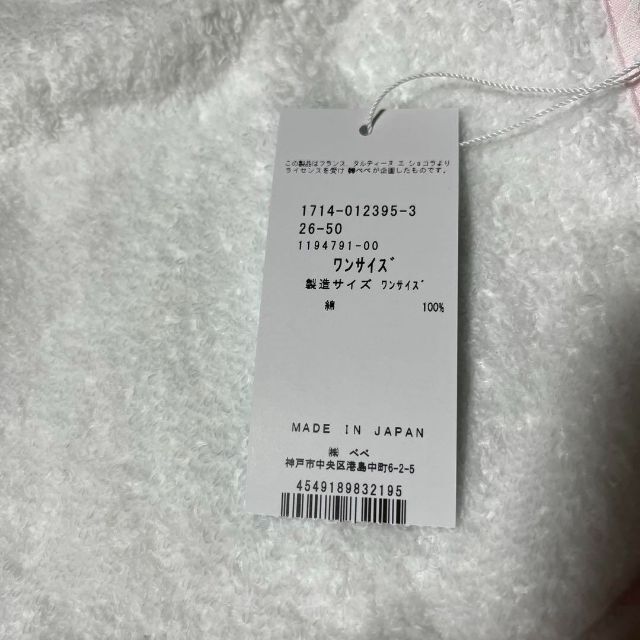 この製品はフランス、タルティーヌ エ ショコラより
ライセンスを受け ㈱べべが企画したものです。
1714-012395-3
26-50
1194791-00
ワンサイズ
製造サイズ ワンサイズ
綿 100%
MADE IN JAPAN
㈱ べべ
神戸市中央区港島中町6-2-5
4549189832195